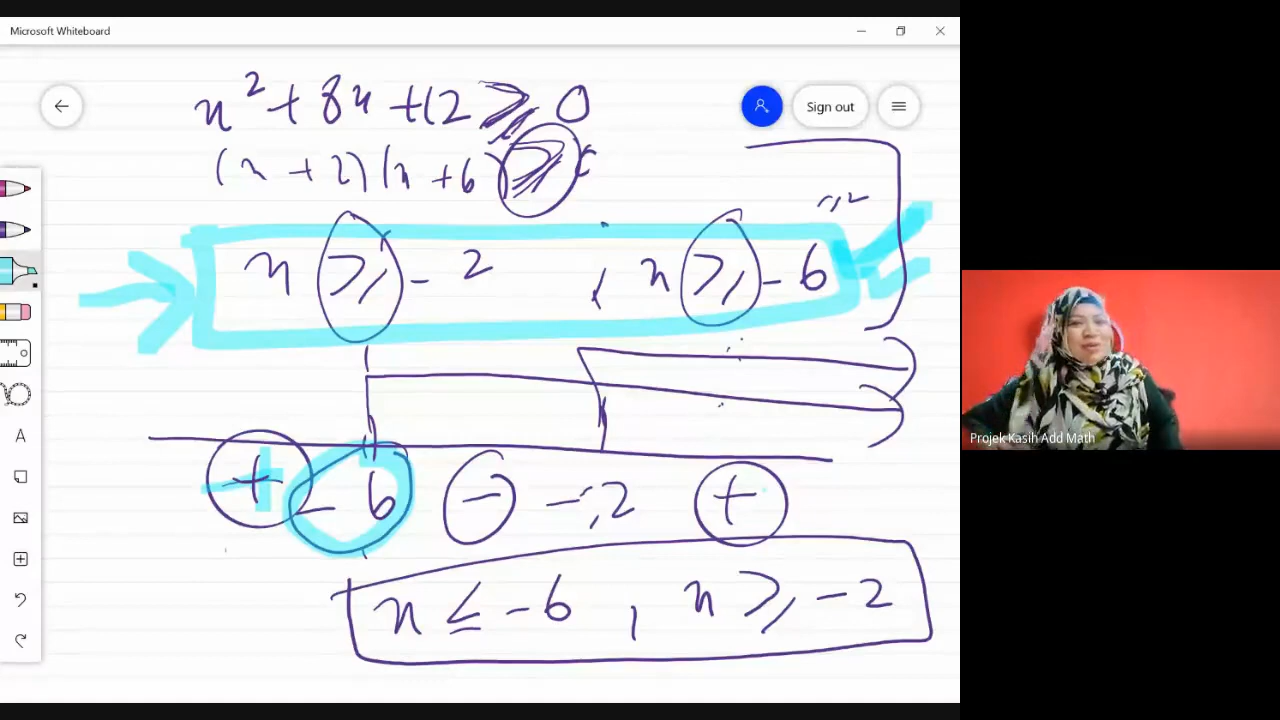 Microsoft Whiteboard
Sign out
x² + 8x + 12 ≥ 0
(x + 2)(x + 6) ≥
x ≥ -2 , x ≥ -6
+ -6 - -2 +
x ≤ -6 , x ≥ -2
A
Projek Kasih Add Math